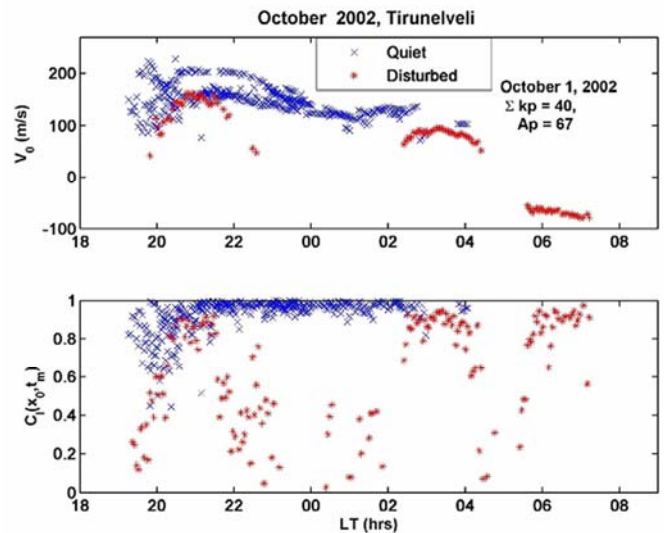 October 2002, Tirunelveli
Quiet
Disturbed
October 1, 2002
Σ kp = 40,
Ap = 67
V₀ (m/s)
200
100
0
-100
18 20 22 00 02 04 06 08
C_I(x₀,t_m)
1
0.8
0.6
0.4
0.2
0
18 20 22 00 02 04 06 08
LT (hrs)